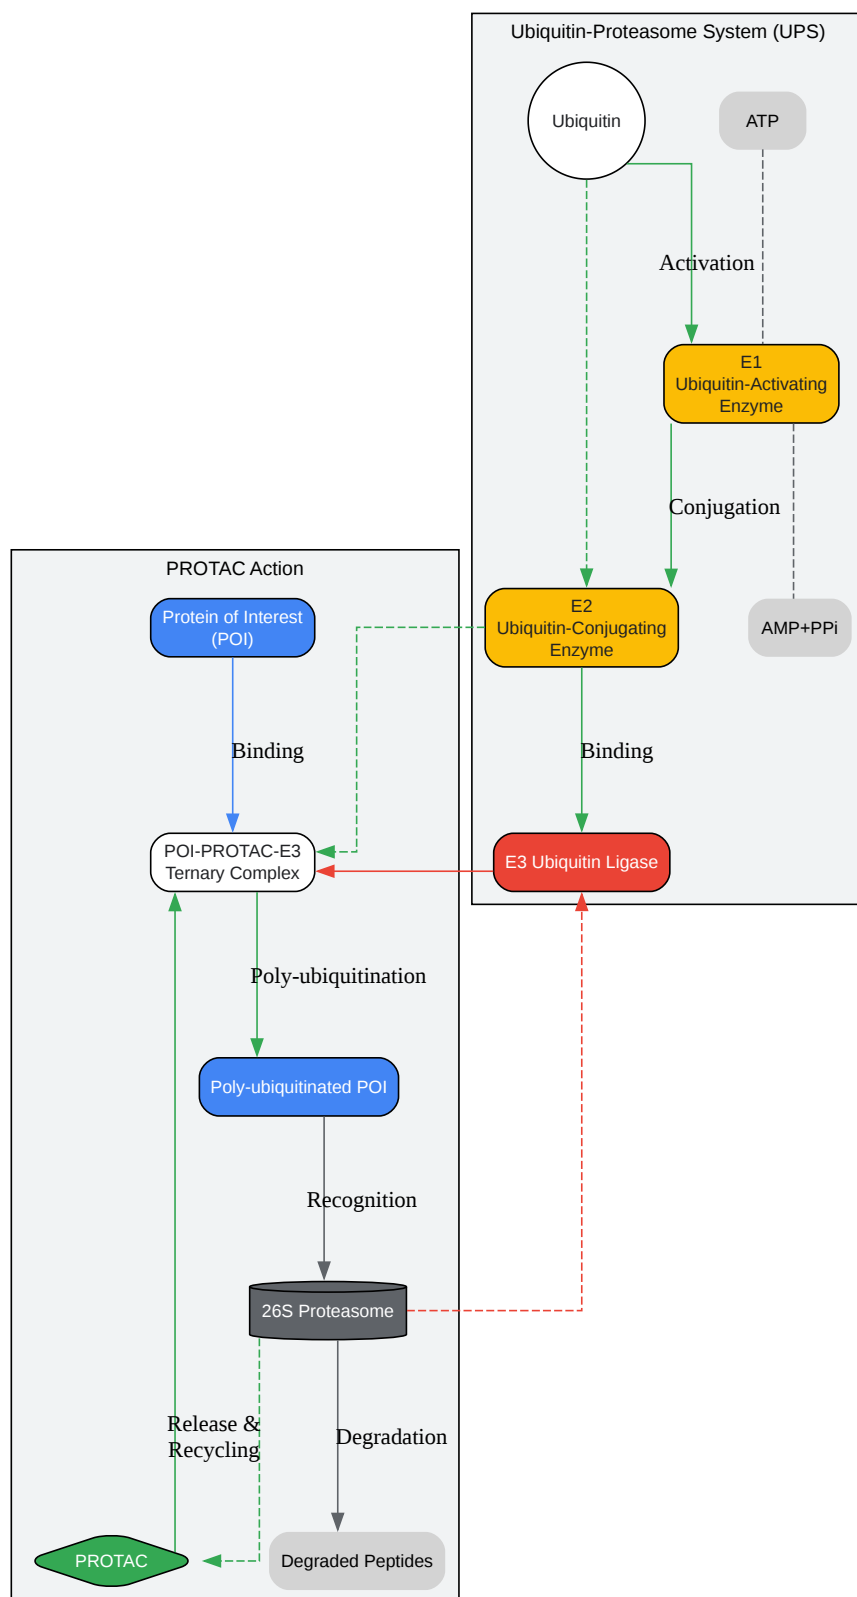 Ubiquitin-Proteasome System (UPS)
Ubiquitin
ATP
Activation
E1
Ubiquitin-Activating
Enzyme
Conjugation
PROTAC Action
Protein of Interest
(POI)
E2
Ubiquitin-Conjugating
Enzyme
AMP+PPi
Binding
Binding
POI-PROTAC-E3
Ternary Complex
E3 Ubiquitin Ligase
Poly-ubiquitination
Poly-ubiquitinated POI
Recognition
26S Proteasome
Release &
Recycling
Degradation
PROTAC
Degraded Peptides